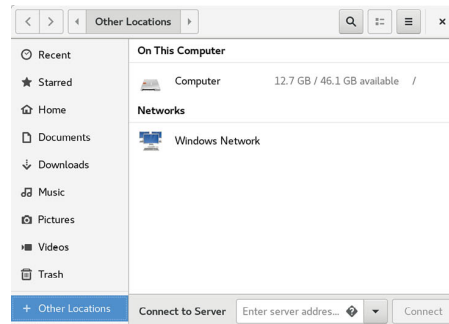 Other Locations
Recent
Starred
Home
Documents
Downloads
Music
Pictures
Videos
Trash
+ Other Locations
On This Computer
Computer 12.7 GB / 46.1 GB available /
Networks
Windows Network
Connect to Server Enter server addres... Connect